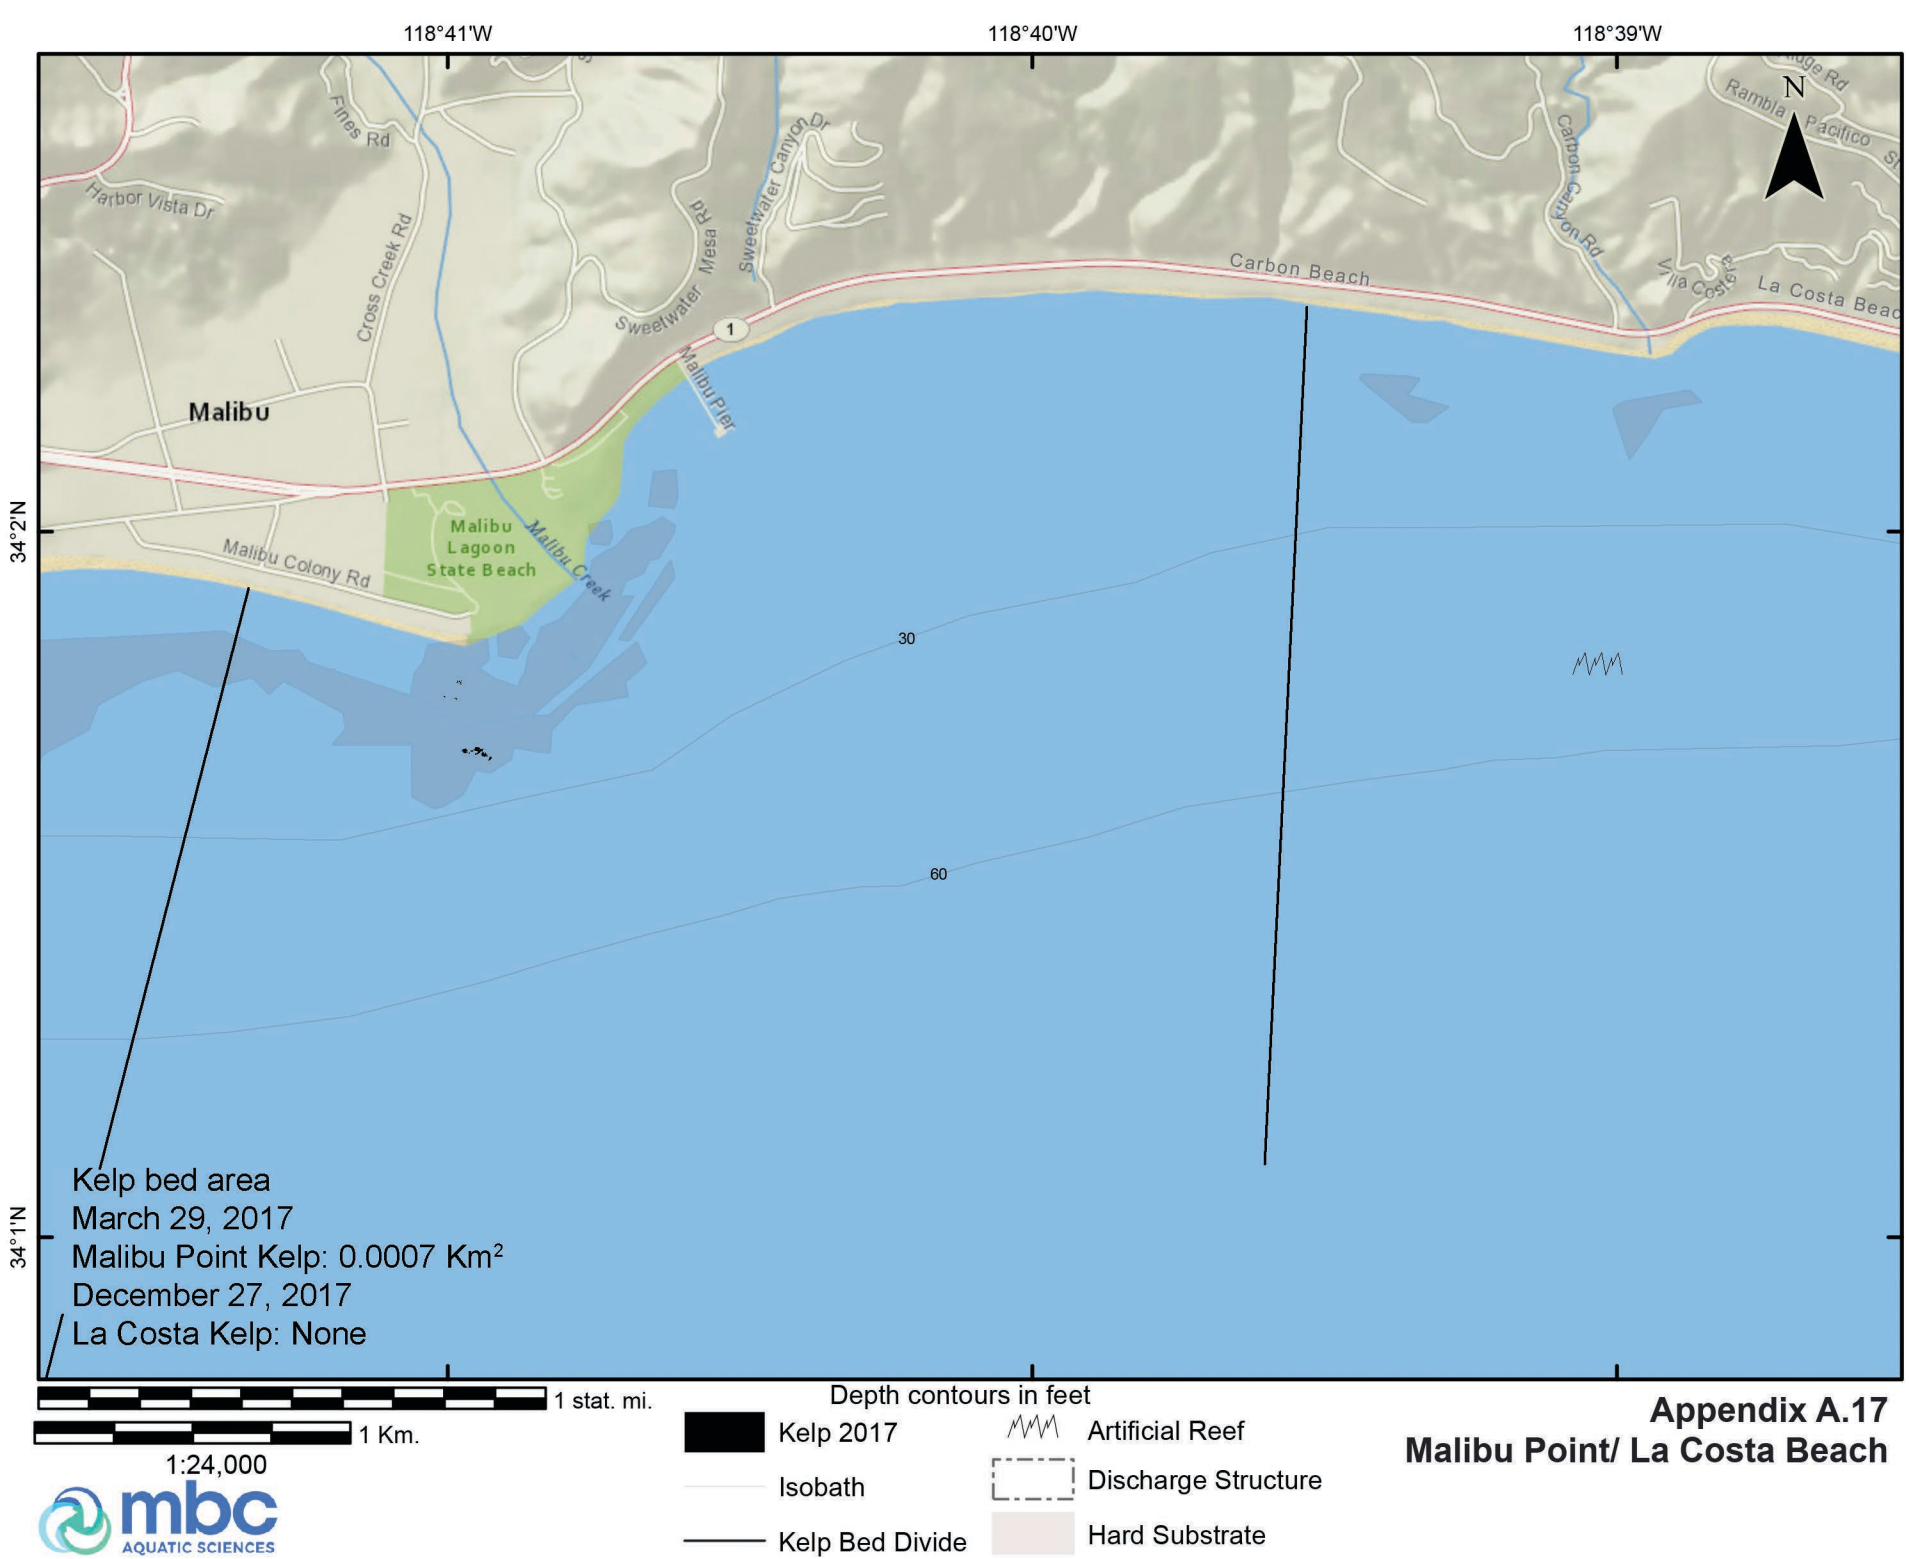 118°41'W
118°40'W
118°39'W
Fines Rd
Harbor Vista Dr
Cross Creek Rd
Sweetwater Mesa Rd
Sweetwater Canyon Dr
Carbon Canyon Rd
Rambla Pacifico St
N
Carbon Beach
Villa Costera
La Costa Beac
1
Malibu Pier
Malibu
34°2'N
Malibu
Lagoon
State Beach
Malibu Creek
Malibu Colony Rd
30
60
34°1'N
Kelp bed area
March 29, 2017
Malibu Point Kelp: 0.0007 Km²
December 27, 2017
La Costa Kelp: None
1 stat. mi.
1 Km.
1:24,000
mbc
AQUATIC SCIENCES
Depth contours in feet
Kelp 2017
Isobath
Kelp Bed Divide
Artificial Reef
Discharge Structure
Hard Substrate
Appendix A.17
Malibu Point/ La Costa Beach